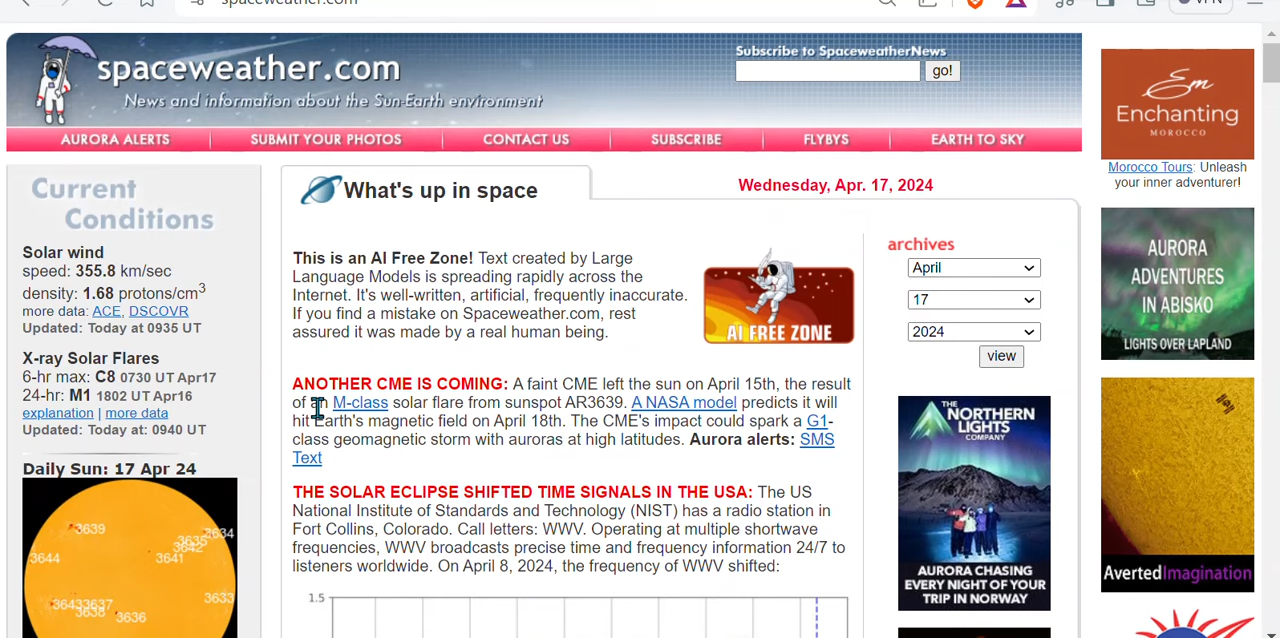 spaceweather.com
VPN
spaceweather.com
News and information about the Sun-Earth environment
Subscribe to SpaceweatherNews
go!
AURORA ALERTS
SUBMIT YOUR PHOTOS
CONTACT US
SUBSCRIBE
FLYBYS
EARTH TO SKY
Current
Conditions
Solar wind
speed: 355.8 km/sec
density: 1.68 protons/cm3
more data: ACE, DSCOVR
Updated: Today at 0935 UT
X-ray Solar Flares
6-hr max: C8 0730 UT Apr17
24-hr: M1 1802 UT Apr16
explanation | more data
Updated: Today at: 0940 UT
Daily Sun: 17 Apr 24
3639
3634
3635
3642
3644
3641
3643
3637
3638
3636
3633
What's up in space
Wednesday, Apr. 17, 2024
This is an AI Free Zone! Text created by Large
Language Models is spreading rapidly across the
Internet. It's well-written, artificial, frequently inaccurate.
If you find a mistake on Spaceweather.com, rest
assured it was made by a real human being.
AI FREE ZONE
ANOTHER CME IS COMING: A faint CME left the sun on April 15th, the result
of an M-class solar flare from sunspot AR3639. A NASA model predicts it will
hit Earth's magnetic field on April 18th. The CME's impact could spark a G1-
class geomagnetic storm with auroras at high latitudes. Aurora alerts: SMS
Text
THE SOLAR ECLIPSE SHIFTED TIME SIGNALS IN THE USA: The US
National Institute of Standards and Technology (NIST) has a radio station in
Fort Collins, Colorado. Call letters: WWV. Operating at multiple shortwave
frequencies, WWV broadcasts precise time and frequency information 24/7 to
listeners worldwide. On April 8, 2024, the frequency of WWV shifted:
1.5
archives
April
17
2024
view
THE
NORTHERN
LIGHTS
COMPANY
AURORA CHASING
EVERY NIGHT OF YOUR
TRIP IN NORWAY
Em
Enchanting
MOROCCO
Morocco Tours: Unleash
your inner adventurer!
AURORA
ADVENTURES
IN ABISKO
LIGHTS OVER LAPLAND
AvertedImagination